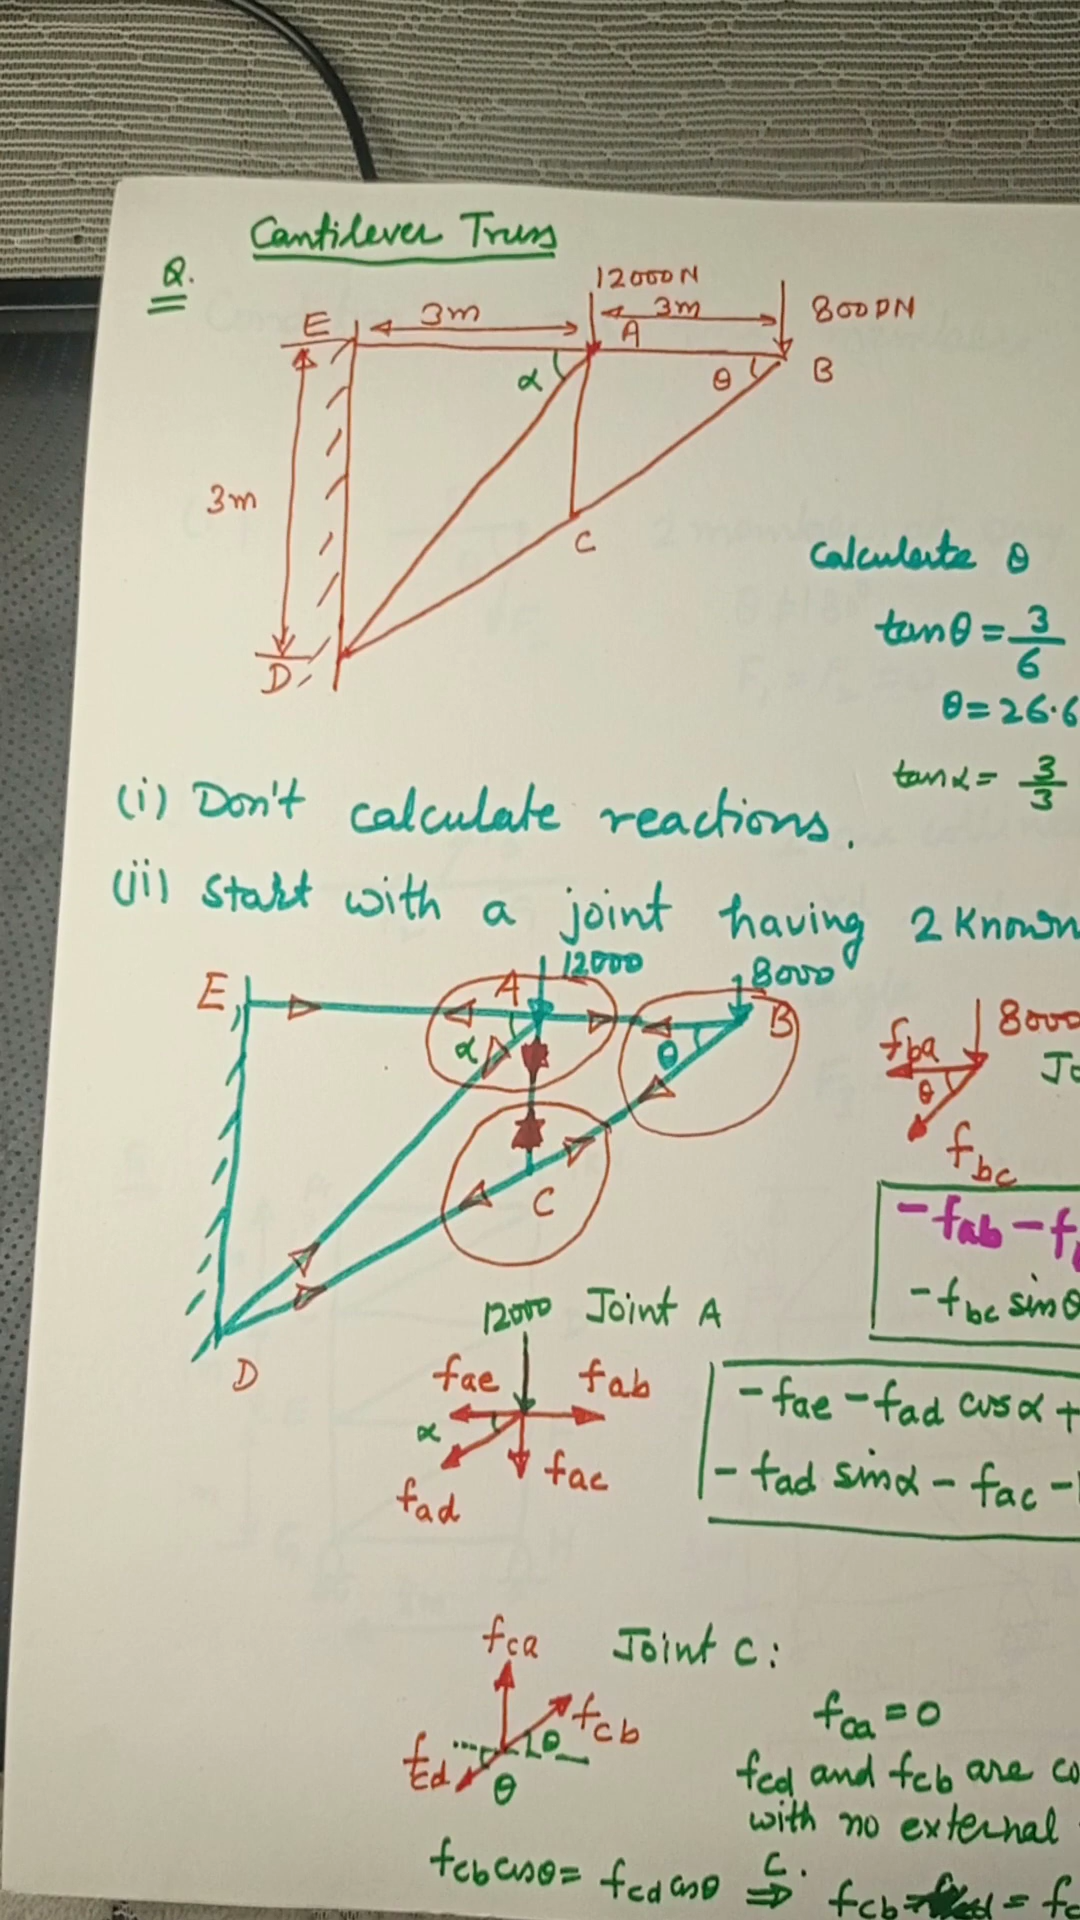 Cantilever Truss
Q.
12000N
3m
3m
8000N
E
A
α
θ
B
3m
C
D
Calculate θ
tanθ = 3/6
θ = 26.6
tanα = 3/3
(i) Don't calculate reactions.
(ii) Start with a joint having 2 Known
12000
8000
E
A
B
α
θ
C
D
fba
8000
θ
Jo
fbc
-fab - f
-fbc sinθ
12000 Joint A
fae
fab
α
fac
fad
-fae - fad cosα +
- fad sinα - fac -
fca
Joint C:
fcb
θ
fcd
θ
fca = 0
fcd and fcb are co
with no external
C.
fcb cosθ = fcd cosθ ⇒ fcb = = fc